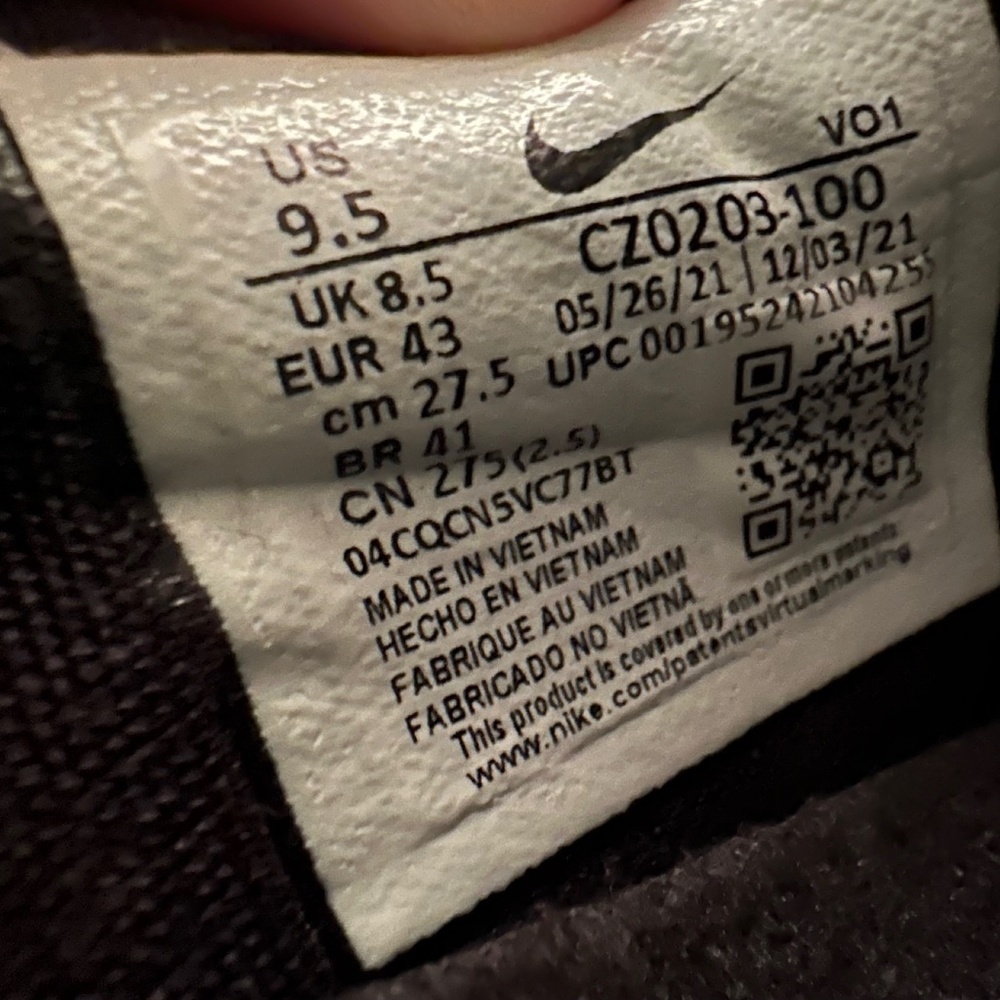 US
VO1
9.5
CZ0203-100
UK 8.5
05/26/21 | 12/03/21
EUR 43
UPC
cm 27.5
BR 41
CN 275(2.5)
04CQCN5VC77BT
MADE IN VIETNAM
HECHO EN VIETNAM
FABRIQUE AU VIETNAM
FABRICADO NO VIETNÃ
This product is covered by one or more patents
www.nike.com/patentsvirtualmarking